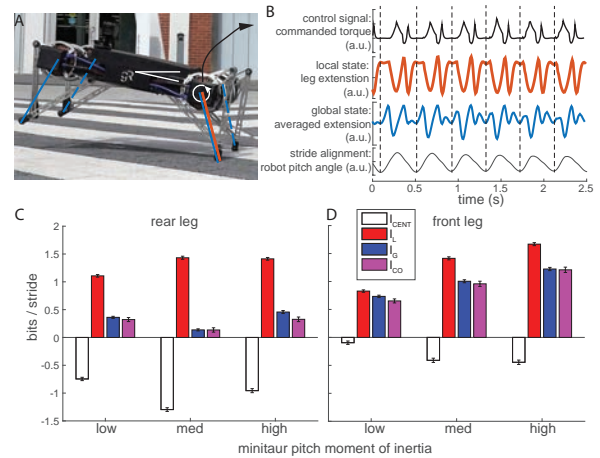 A
B
control signal:
commanded torque
(a.u.)
local state:
leg extension
(a.u.)
global state:
averaged extension
(a.u.)
stride alignment:
robot pitch angle (a.u.)
0 0.5 1.0 1.5 2.0 2.5
time (s)
C
rear leg
D
front leg
I_CENT
I_L
I_G
I_CO
bits / stride
2
1.5
1
0.5
0
-0.5
-1
-1.5
low med high
low med high
minitaur pitch moment of inertia